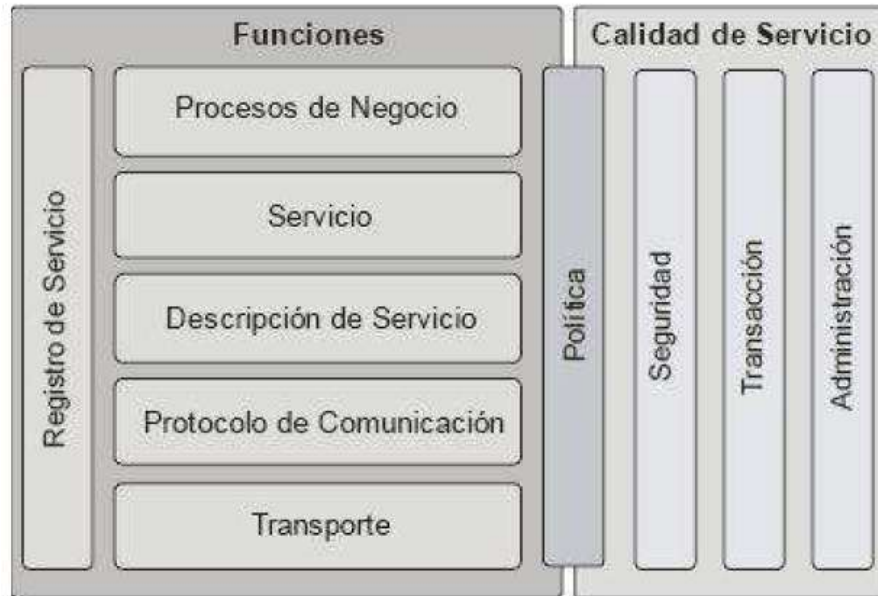 Funciones
Calidad de Servicio
Registro de Servicio
Procesos de Negocio
Servicio
Descripción de Servicio
Protocolo de Comunicación
Transporte
Política
Seguridad
Transacción
Administración